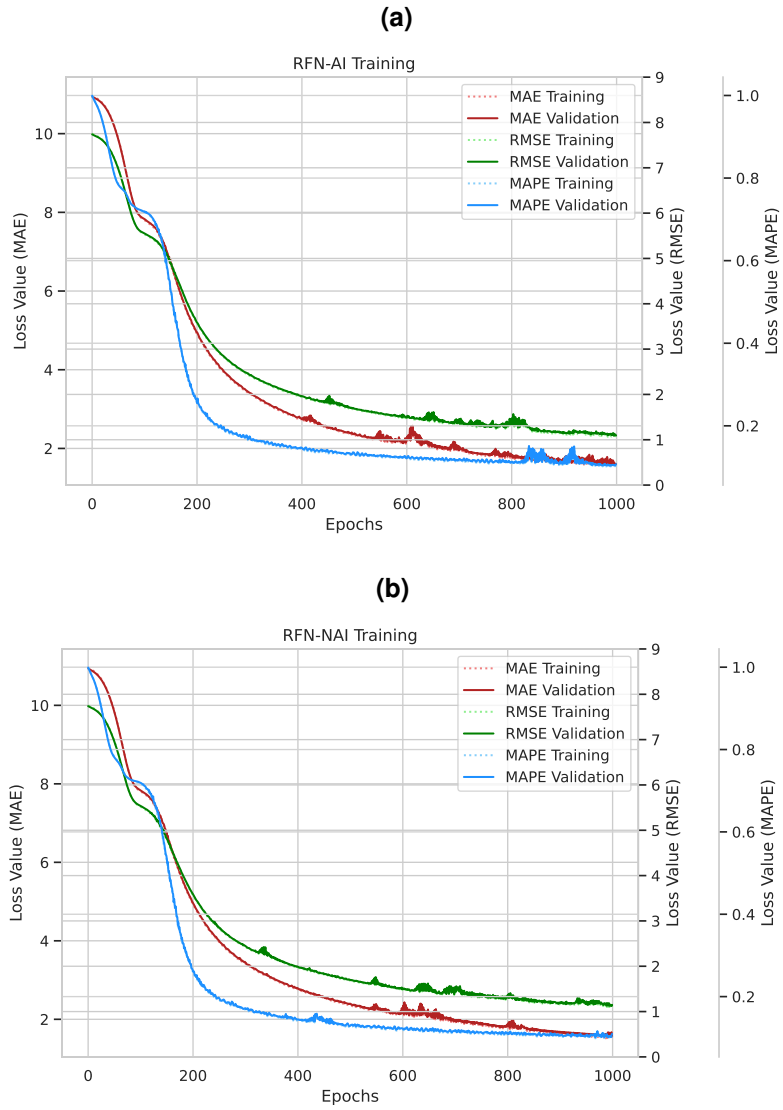 (a)
RFN-AI Training
MAE Training
MAE Validation
RMSE Training
RMSE Validation
MAPE Training
MAPE Validation
Loss Value (MAE)
10
8
6
4
2
0
200
400
600
800
1000
Epochs
9
8
7
6
5
4
3
2
1
0
Loss Value (RMSE)
1.0
0.8
0.6
0.4
0.2
Loss Value (MAPE)
(b)
RFN-NAI Training
MAE Training
MAE Validation
RMSE Training
RMSE Validation
MAPE Training
MAPE Validation
Loss Value (MAE)
10
8
6
4
2
0
200
400
600
800
1000
Epochs
9
8
7
6
5
4
3
2
1
0
Loss Value (RMSE)
1.0
0.8
0.6
0.4
0.2
Loss Value (MAPE)